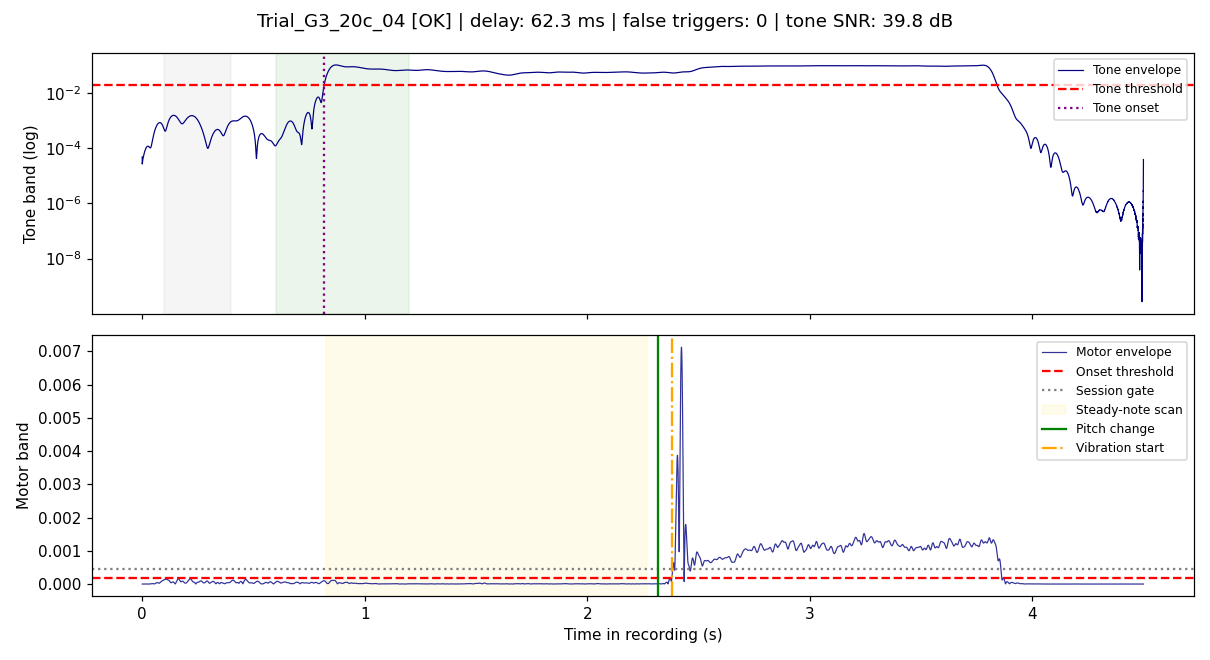 Trial_G3_20c_04 [OK] | delay: 62.3 ms | false triggers: 0 | tone SNR: 39.8 dB
Tone band (log)
10⁻²
10⁻⁴
10⁻⁶
10⁻⁸
Tone envelope
Tone threshold
Tone onset
Motor band
0.007
0.006
0.005
0.004
0.003
0.002
0.001
0.000
Motor envelope
Onset threshold
Session gate
Steady-note scan
Pitch change
Vibration start
0 1 2 3 4
Time in recording (s)